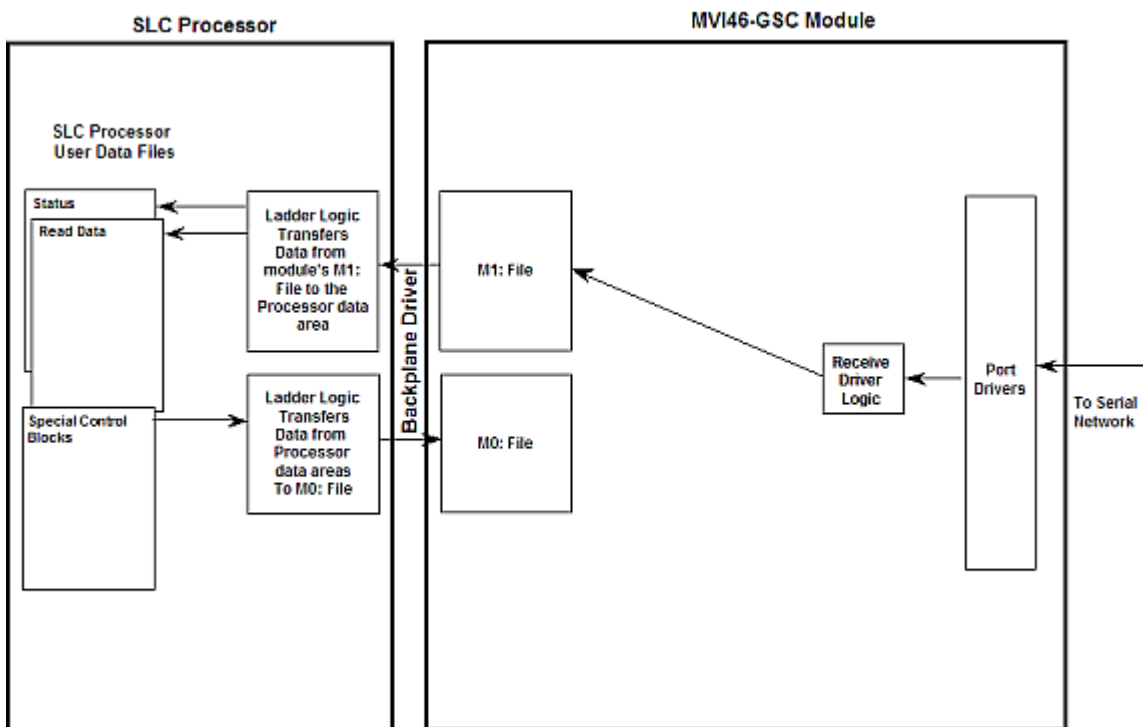 SLC Processor
MVI46-GSC Module
SLC Processor
User Data Files
Status
Read Data
Special Control
Blocks
Ladder Logic
Transfers
Data from
module's M1:
File to the
Processor data
area
Ladder Logic
Transfers
Data from
Processor
data areas
To M0: File
Backplane Driver
M1: File
M0: File
Receive
Driver
Logic
Port
Drivers
To Serial
Network